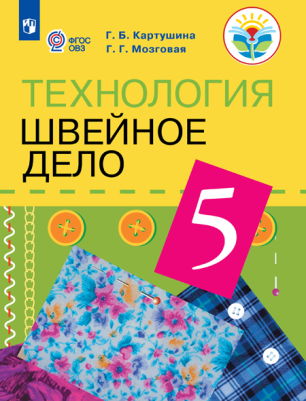 ФГОС
ОВЗ
Г. Б. Картушина
Г. Г. Мозговая
ТЕХНОЛОГИЯ
ШВЕЙНОЕ
ДЕЛО
5